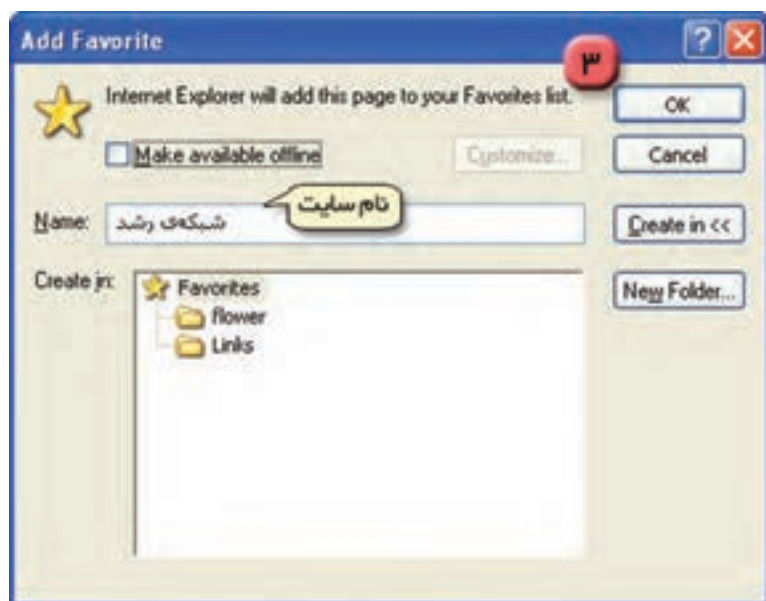 Add Favorite
۳
Internet Explorer will add this page to your Favorites list.
OK
Make available offline
Customize...
Cancel
نام سایت
Name: شبکه‌ی رشد
Create in <<
Create in:
Favorites
flower
Links
New Folder...